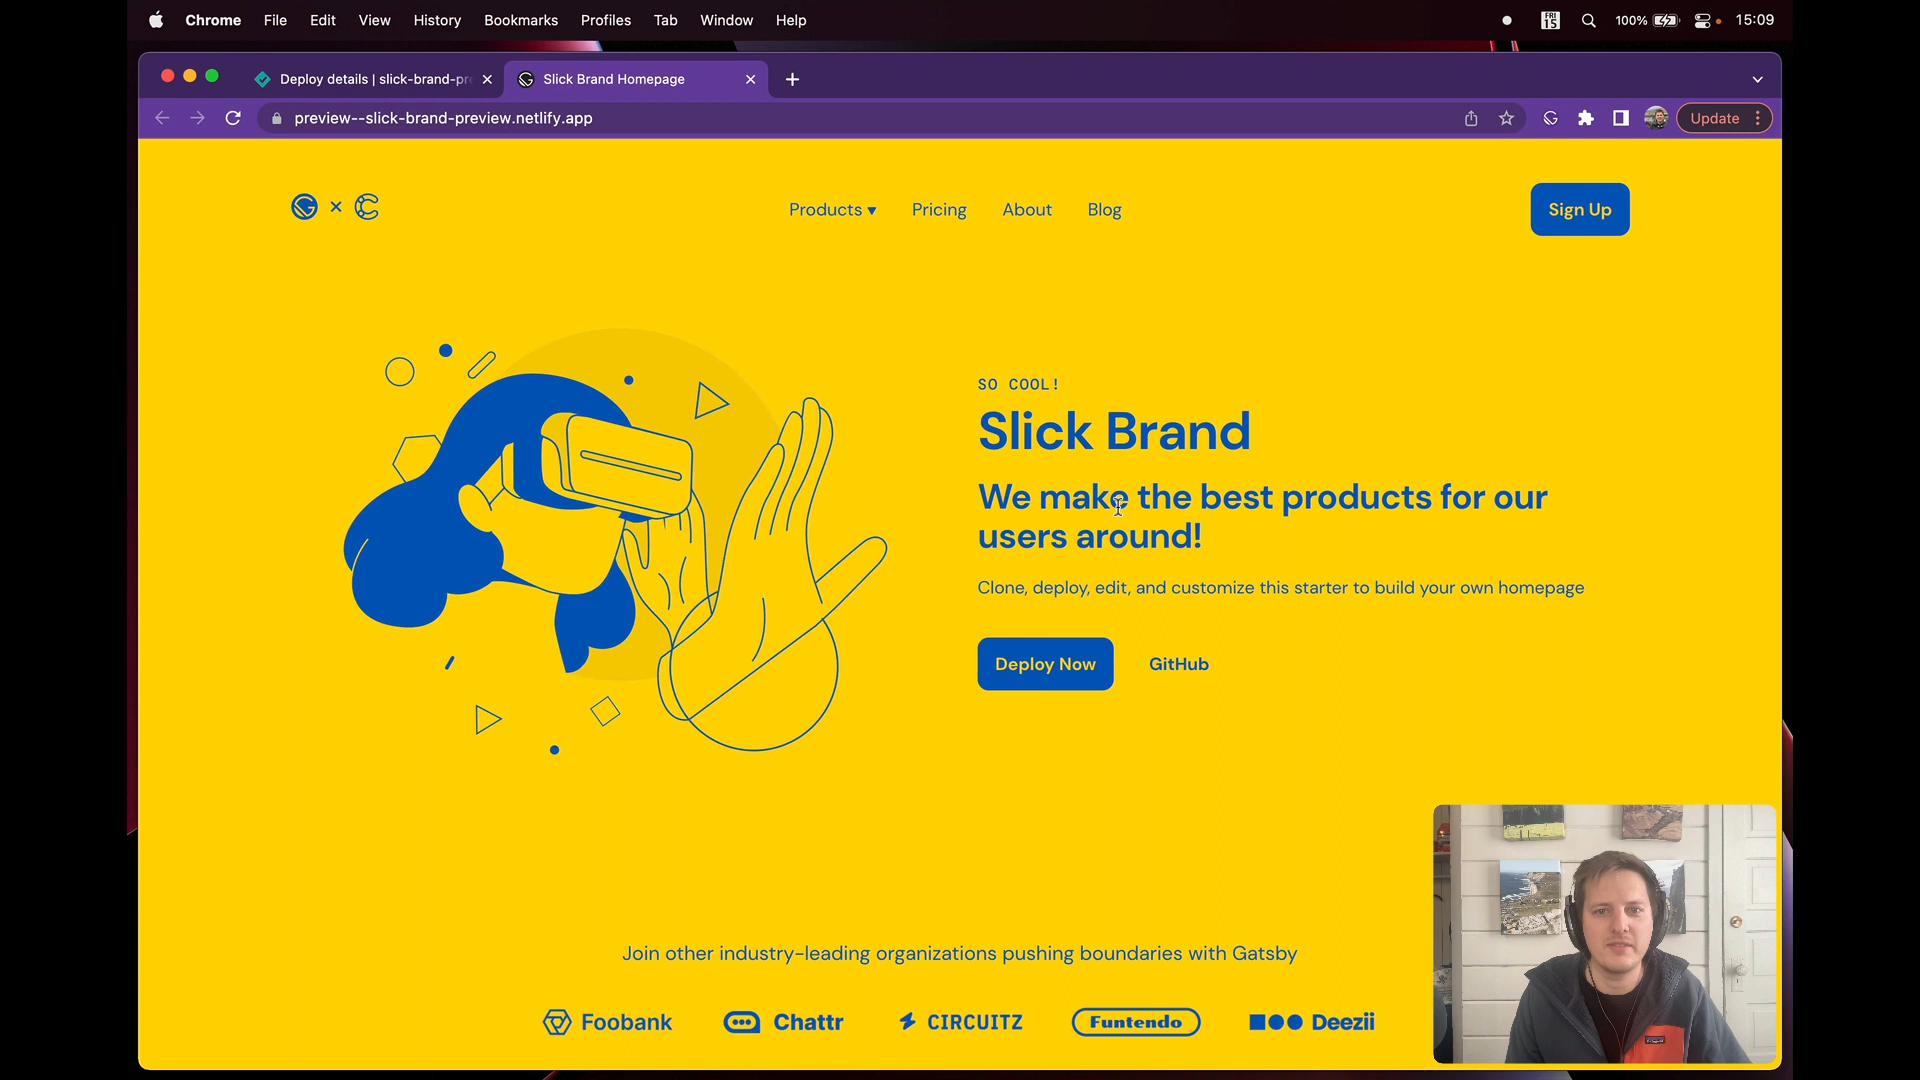 Chrome File Edit View History Bookmarks Profiles Tab Window Help FRI 15 100% 15:09
Deploy details | slick-brand-pr Slick Brand Homepage
preview--slick-brand-preview.netlify.app Update
Products ▾ Pricing About Blog Sign Up
SO COOL!
Slick Brand
We make the best products for our
users around!
Clone, deploy, edit, and customize this starter to build your own homepage
Deploy Now GitHub
Join other industry-leading organizations pushing boundaries with Gatsby
Foobank Chattr CIRCUITZ Funtendo Deezii